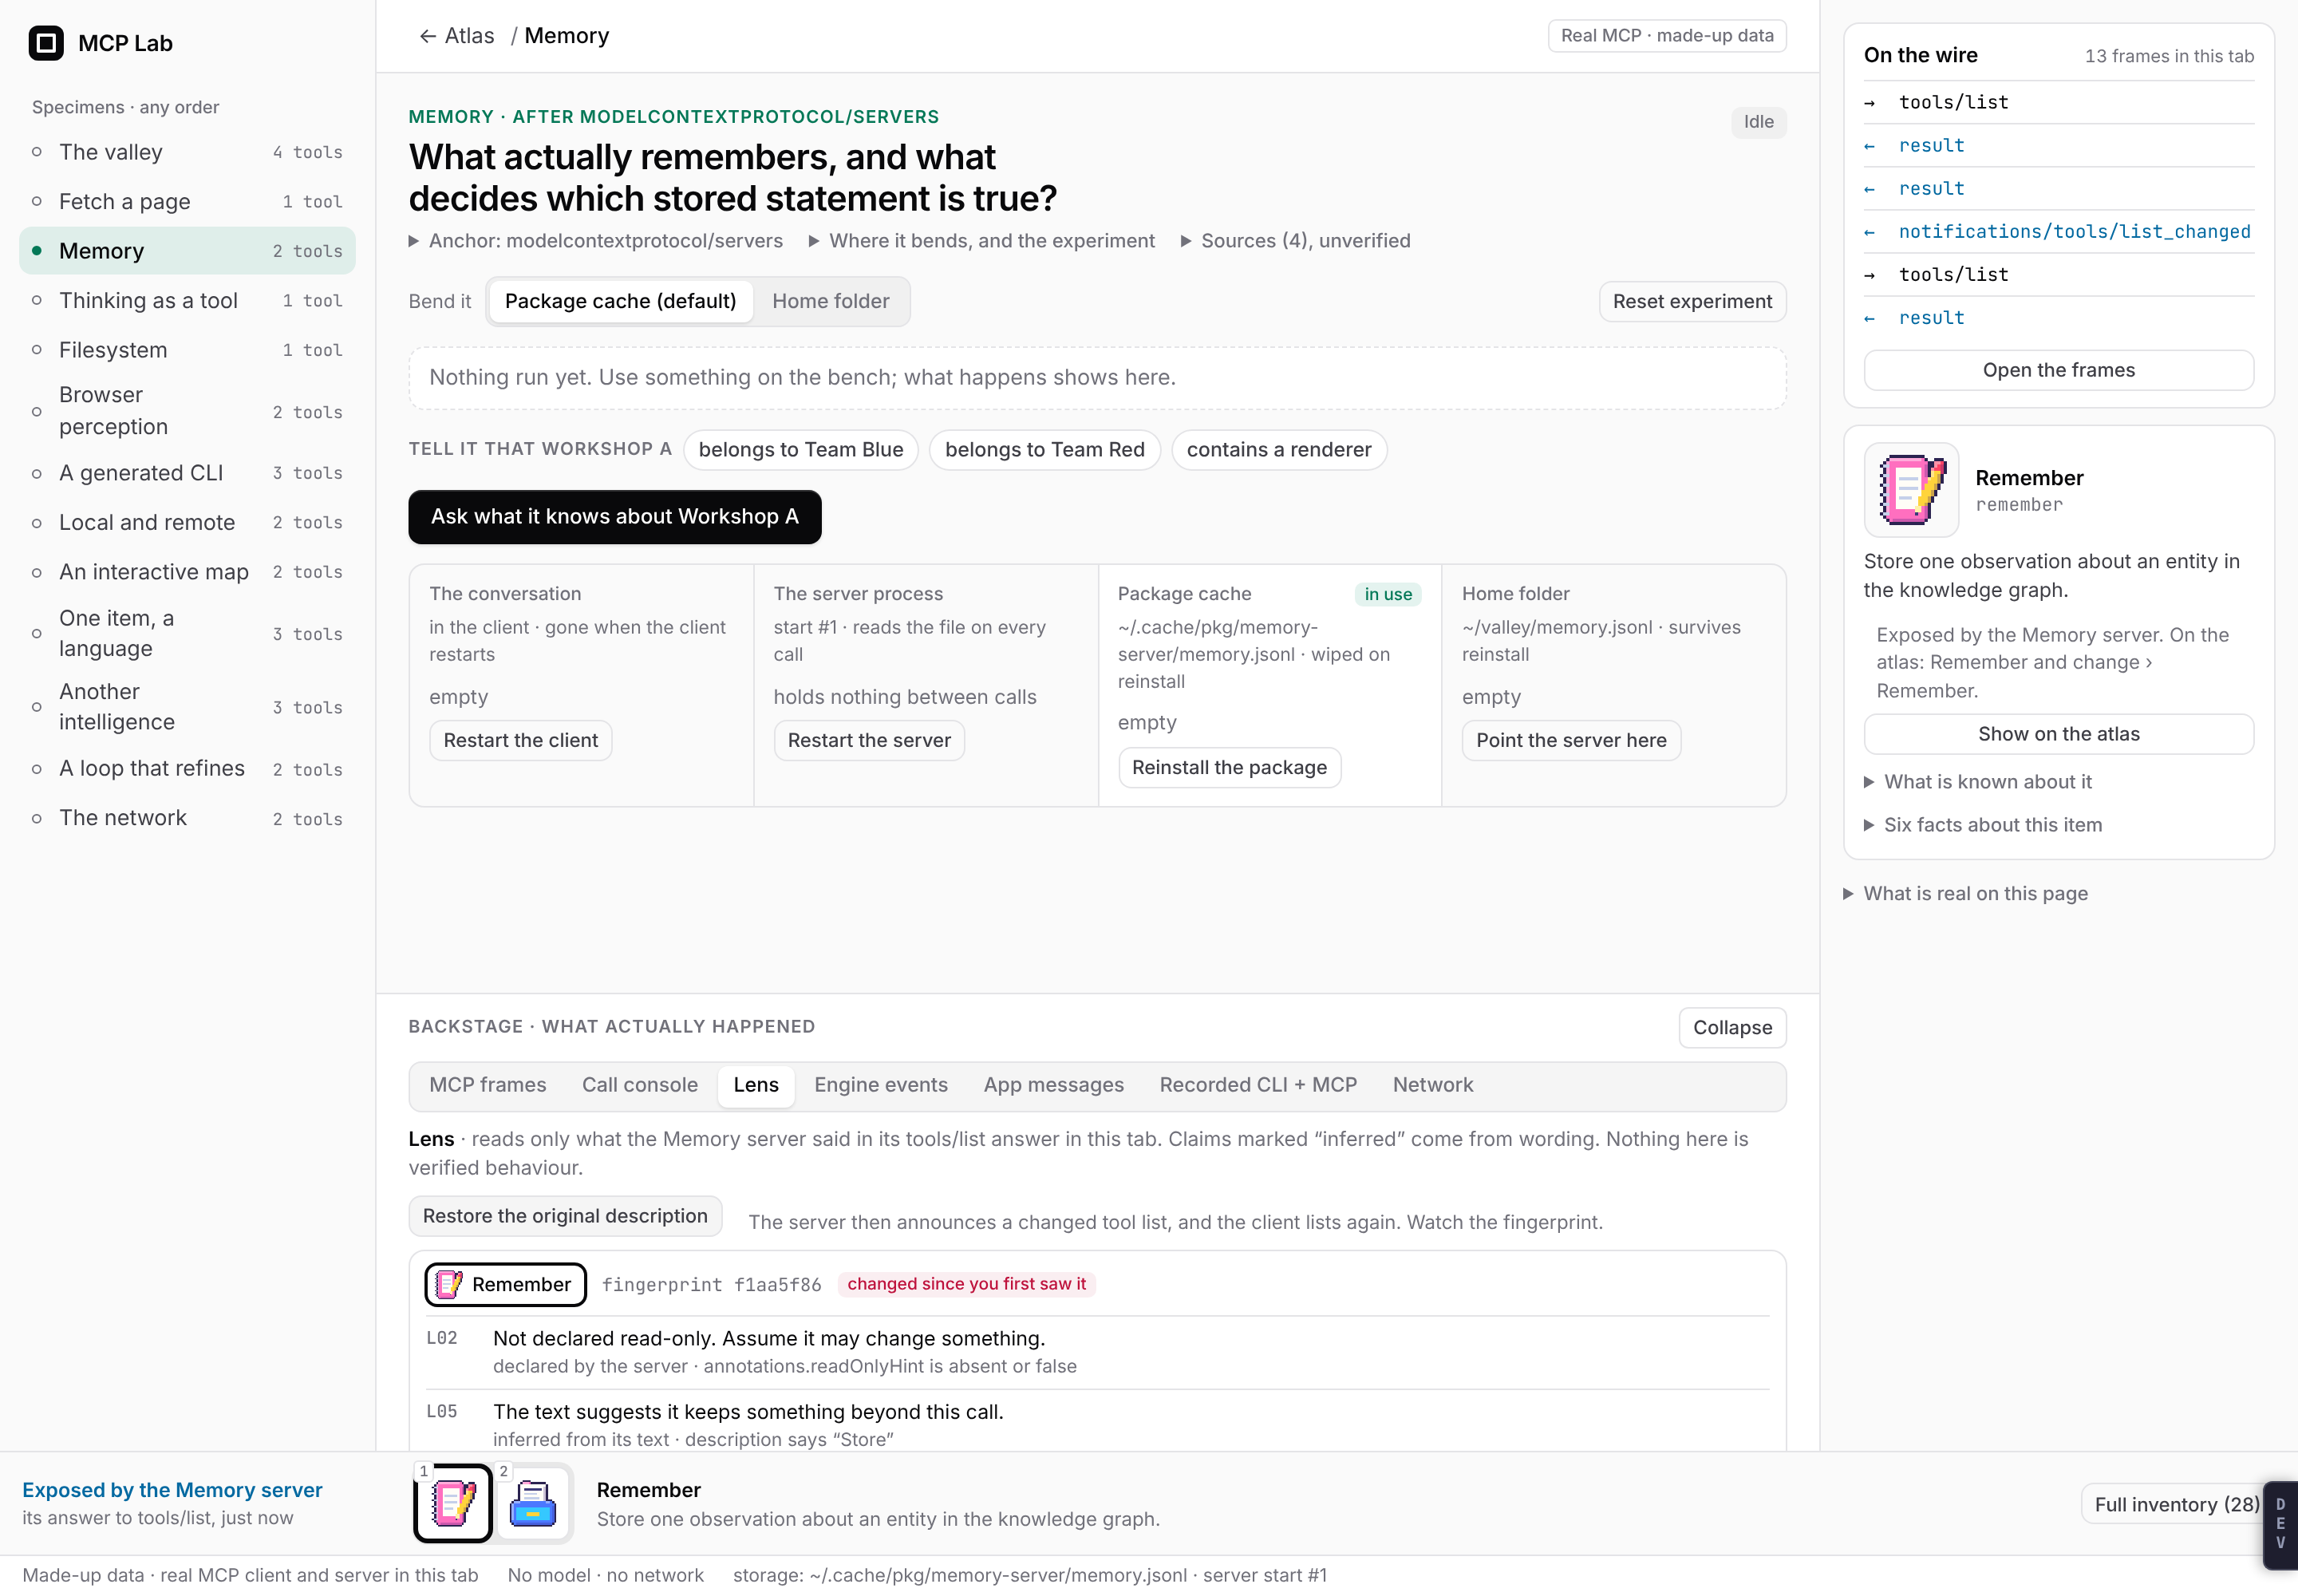 MCP Lab
Specimens · any order
The valley 4 tools
Fetch a page 1 tool
Memory 2 tools
Thinking as a tool 1 tool
Filesystem 1 tool
Browser
perception 2 tools
A generated CLI 3 tools
Local and remote 2 tools
An interactive map 2 tools
One item, a
language 3 tools
Another
intelligence 3 tools
A loop that refines 2 tools
The network 2 tools
← Atlas / Memory
Real MCP · made-up data
MEMORY · AFTER MODELCONTEXTPROTOCOL/SERVERS
Idle
What actually remembers, and what
decides which stored statement is true?
▶ Anchor: modelcontextprotocol/servers ▶ Where it bends, and the experiment ▶ Sources (4), unverified
Bend it Package cache (default) Home folder Reset experiment
Nothing run yet. Use something on the bench; what happens shows here.
TELL IT THAT WORKSHOP A belongs to Team Blue belongs to Team Red contains a renderer
Ask what it knows about Workshop A
The conversation
in the client · gone when the client
restarts
empty
Restart the client
The server process
start #1 · reads the file on every
call
holds nothing between calls
Restart the server
Package cache in use
~/.cache/pkg/memory-
server/memory.jsonl · wiped on
reinstall
empty
Reinstall the package
Home folder
~/valley/memory.jsonl · survives
reinstall
empty
Point the server here
BACKSTAGE · WHAT ACTUALLY HAPPENED
Collapse
MCP frames Call console Lens Engine events App messages Recorded CLI + MCP Network
Lens · reads only what the Memory server said in its tools/list answer in this tab. Claims marked “inferred” come from wording. Nothing here is
verified behaviour.
Restore the original description The server then announces a changed tool list, and the client lists again. Watch the fingerprint.
Remember fingerprint f1aa5f86 changed since you first saw it
L02 Not declared read-only. Assume it may change something.
declared by the server · annotations.readOnlyHint is absent or false
L05 The text suggests it keeps something beyond this call.
inferred from its text · description says “Store”
On the wire 13 frames in this tab
→ tools/list
← result
← result
← notifications/tools/list_changed
→ tools/list
← result
Open the frames
Remember
remember
Store one observation about an entity in
the knowledge graph.
Exposed by the Memory server. On the
atlas: Remember and change ›
Remember.
Show on the atlas
▶ What is known about it
▶ Six facts about this item
▶ What is real on this page
Exposed by the Memory server
its answer to tools/list, just now
1
2
Remember
Store one observation about an entity in the knowledge graph.
Full inventory (28)
DEV
Made-up data · real MCP client and server in this tab No model · no network storage: ~/.cache/pkg/memory-server/memory.jsonl · server start #1